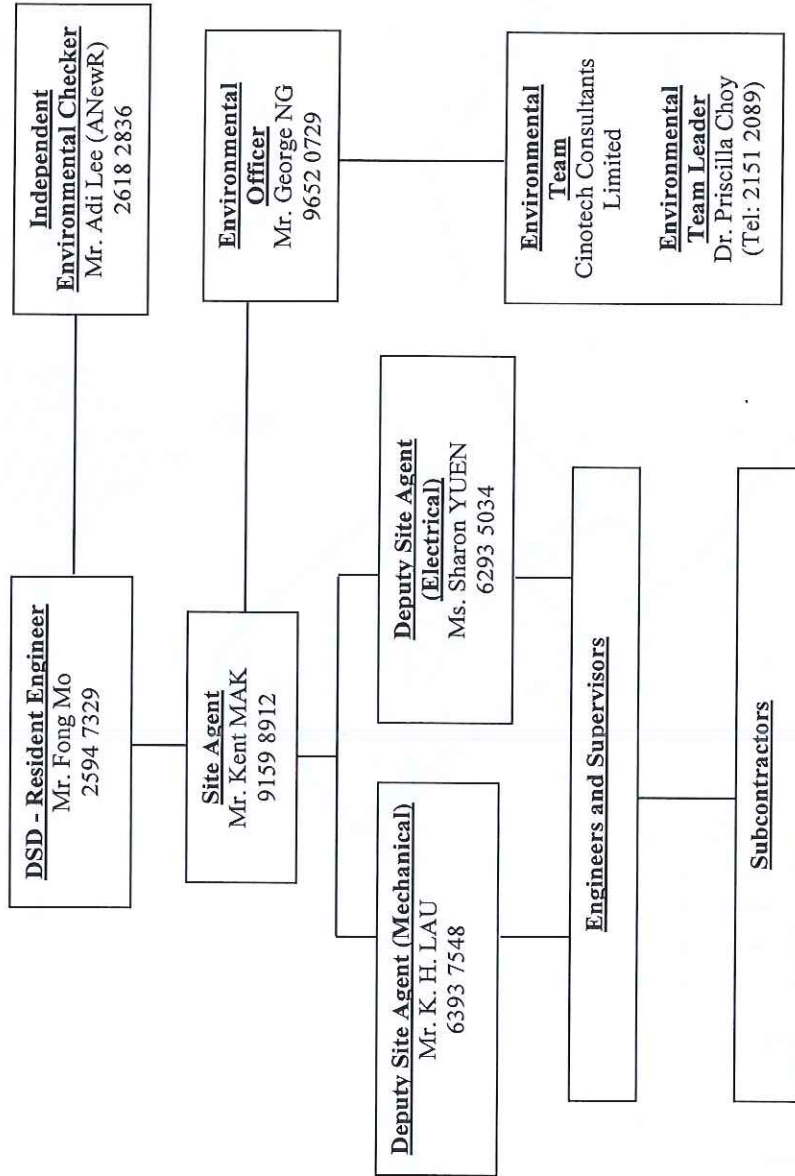 DSD - Resident Engineer
Mr. Fong Mo
2594 7329
Independent
Environmental Checker
Mr. Adi Lee (ANewR)
2618 2836
Site Agent
Mr. Kent MAK
9159 8912
Environmental
Officer
Mr. George NG
9652 0729
Deputy Site Agent (Mechanical)
Mr. K. H. LAU
6393 7548
Deputy Site Agent
(Electrical)
Ms. Sharon YUEN
6293 5034
Environmental
Team
Cinotech Consultants
Limited
Environmental
Team Leader
Dr. Priscilla Choy
(Tel: 2151 2089)
Engineers and Supervisors
Subcontractors